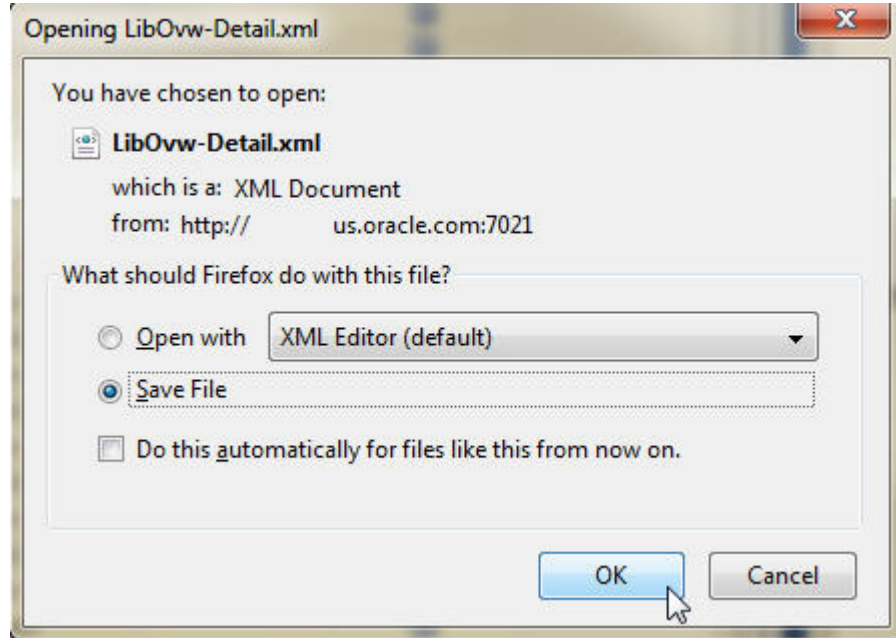 Opening LibOvw-Detail.xml
You have chosen to open:
LibOvw-Detail.xml
which is a: XML Document
from: http:// us.oracle.com:7021
What should Firefox do with this file?
Open with XML Editor (default)
Save File
Do this automatically for files like this from now on.
OK Cancel